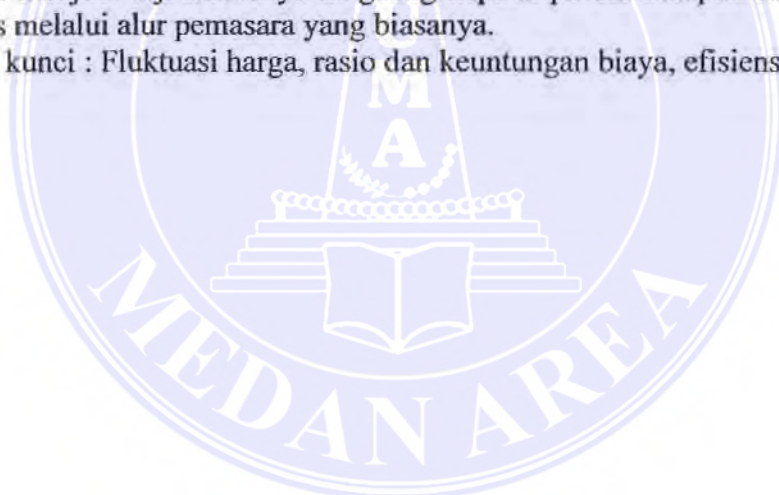 s melalui alur pemasara yang biasanya.
kunci : Fluktuasi harga, rasio dan keuntungan biaya, efisiens
M
A
MEDAN AREA